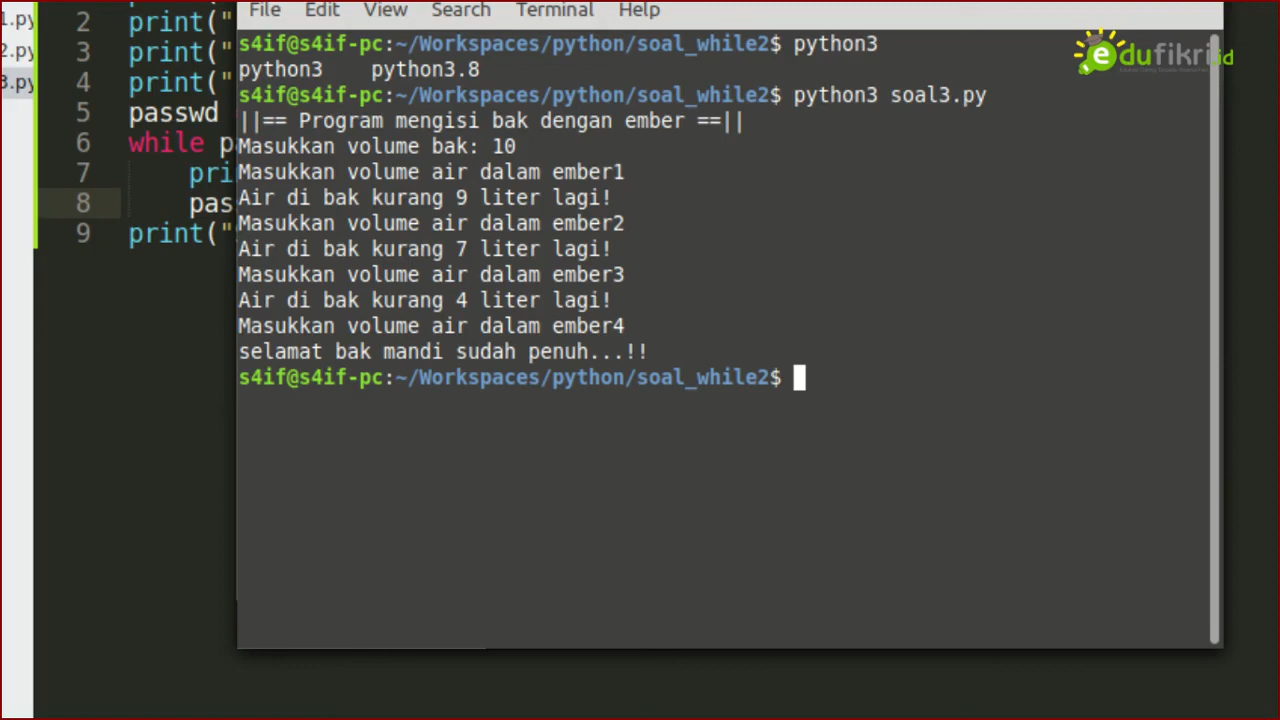 File Edit View Search Terminal Help
1.py
2.py
3.py
2 print("
3 print("
4 print("
5 passwd
6 while pa
7 pri
8 pas
9 print("
s4if@s4if-pc:~/Workspaces/python/soal_while2$ python3
python3 python3.8
s4if@s4if-pc:~/Workspaces/python/soal_while2$ python3 soal3.py
||== Program mengisi bak dengan ember ==||
Masukkan volume bak: 10
Masukkan volume air dalam ember1
Air di bak kurang 9 liter lagi!
Masukkan volume air dalam ember2
Air di bak kurang 7 liter lagi!
Masukkan volume air dalam ember3
Air di bak kurang 4 liter lagi!
Masukkan volume air dalam ember4
selamat bak mandi sudah penuh...!!
s4if@s4if-pc:~/Workspaces/python/soal_while2$
edufikri.id